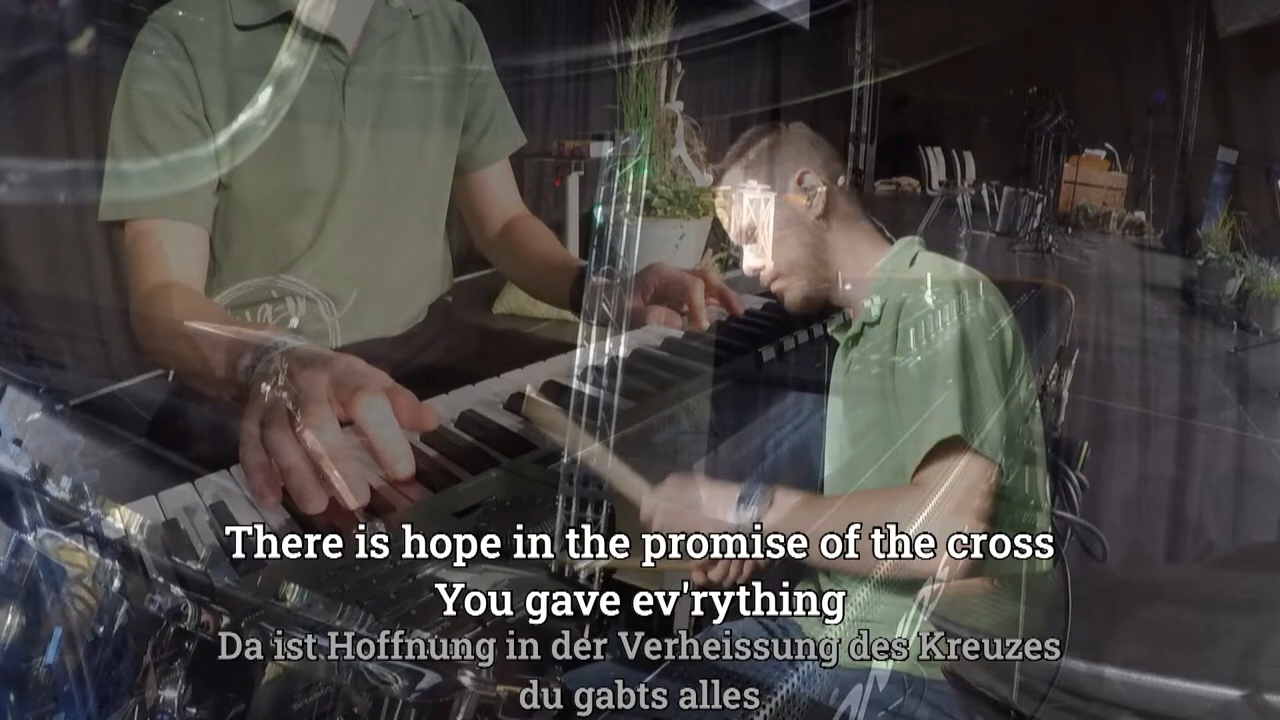 There is hope in the promise of the cross
You gave ev'rything
Da ist Hoffnung in der Verheissung des Kreuzes
du gabts alles